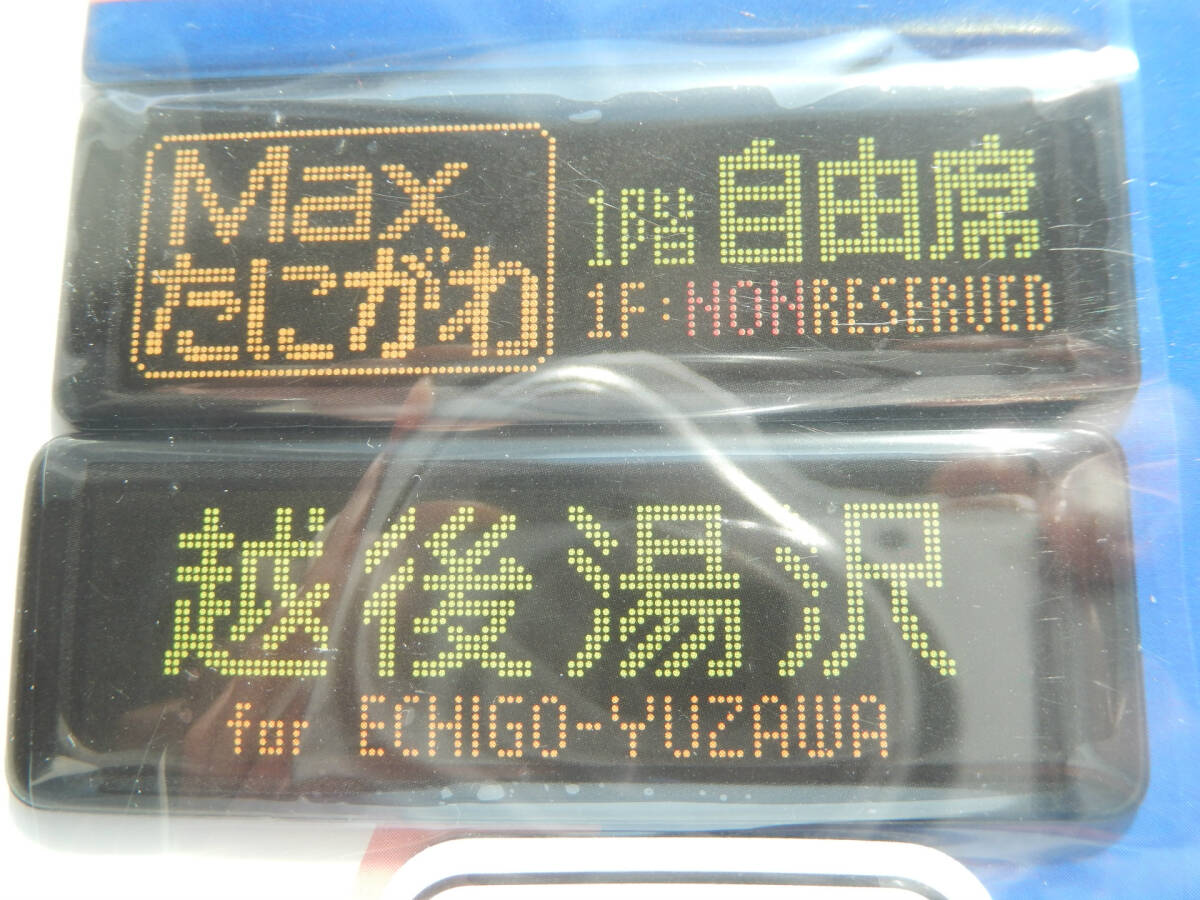 Max
たにがわ
1階 自由席
1F: NONRESERVED
越後湯沢
for ECHIGO-YUZAWA